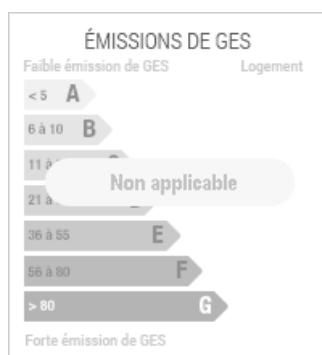 ÉMISSIONS DE GES
Faible émission de GES Logement
< 5 A
6 à 10 B
11 à
Non applicable
21 à
36 à 55 E
56 à 80 F
> 80 G
Forte émission de GES